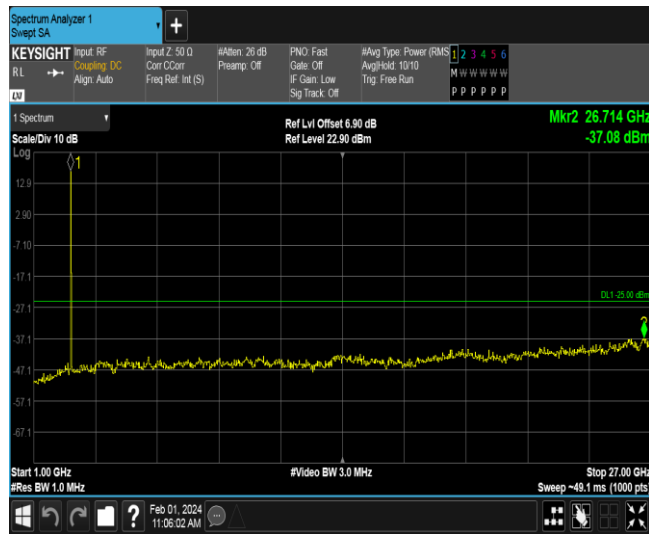 Spectrum Analyzer 1
Swept SA
KEYSIGHT
RL
LXI
Input: RF
Coupling: DC
Align: Auto
Input Z: 50 Ω
Corr CCorr
Freq Ref: Int (S)
#Atten: 26 dB
Preamp: Off
PNO: Fast
Gate: Off
IF Gain: Low
Sig Track: Off
#Avg Type: Power (RMS
Avg|Hold: 10/10
Trig: Free Run
1 2 3 4 5 6
M W W W W W
P P P P P P
1 Spectrum
Scale/Div 10 dB
Ref Lvl Offset 6.90 dB
Ref Level 22.90 dBm
Mkr2 26.714 GHz
-37.08 dBm
Log
1
12.9
2.90
-7.10
-17.1
DL1 -25.00 dBm
-27.1
2
-37.1
-47.1
-57.1
-67.1
Start 1.00 GHz
#Video BW 3.0 MHz
Stop 27.00 GHz
#Res BW 1.0 MHz
Sweep ~49.1 ms (1000 pts
?
Feb 01, 2024
11:06:02 AM